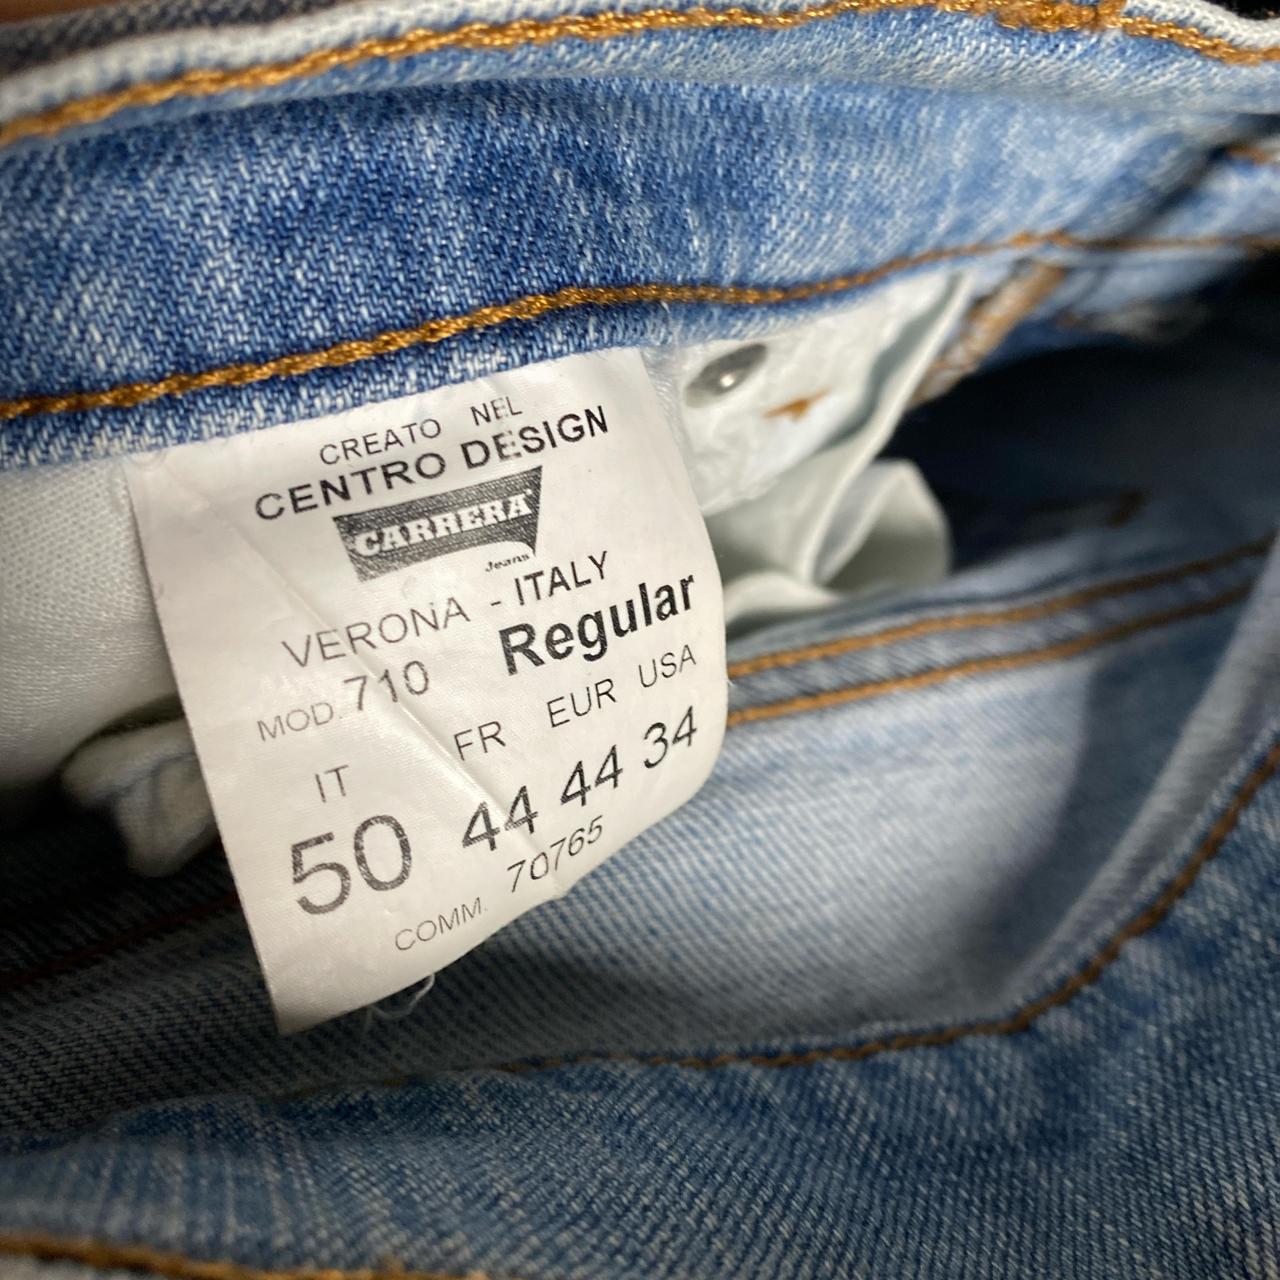 CREATO NEL
CENTRO DESIGN
CARRERA
Jeans
VERONA - ITALY
MOD. 710 Regular
IT FR EUR USA
50 44 44 34
COMM. 70765